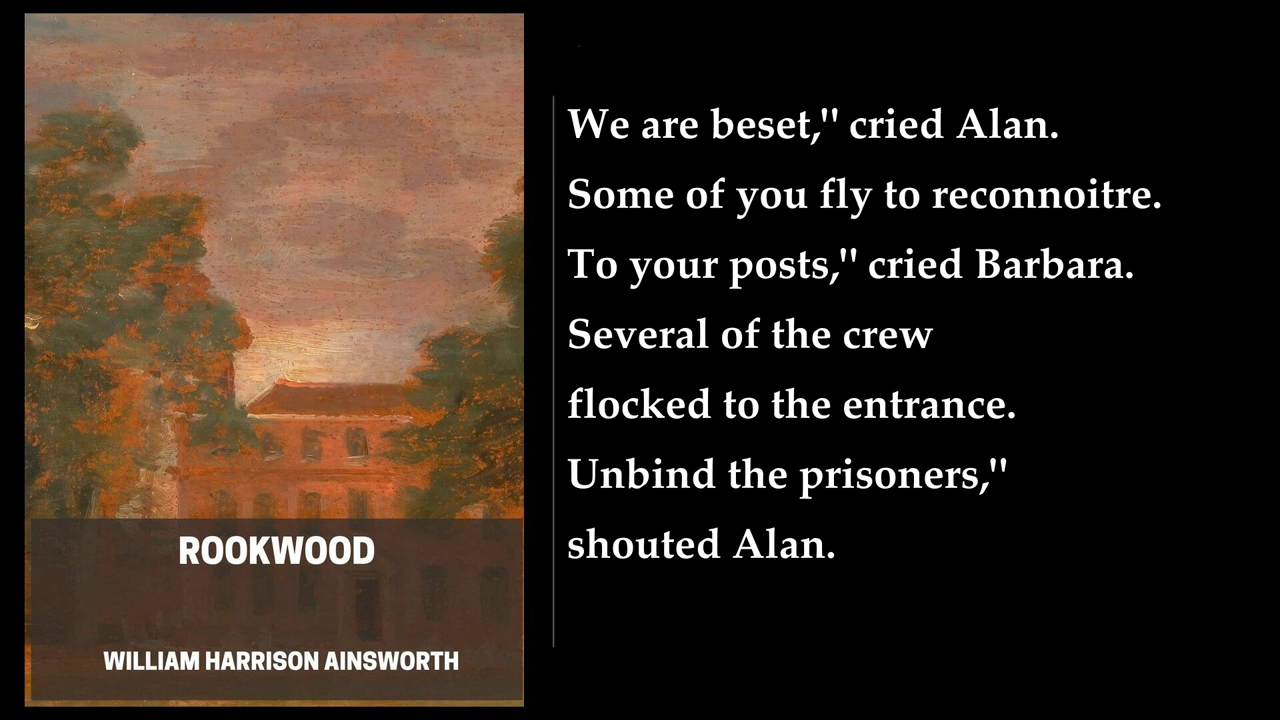 ROOKWOOD
WILLIAM HARRISON AINSWORTH
We are beset," cried Alan.
Some of you fly to reconnoitre.
To your posts," cried Barbara.
Several of the crew
flocked to the entrance.
Unbind the prisoners,"
shouted Alan.